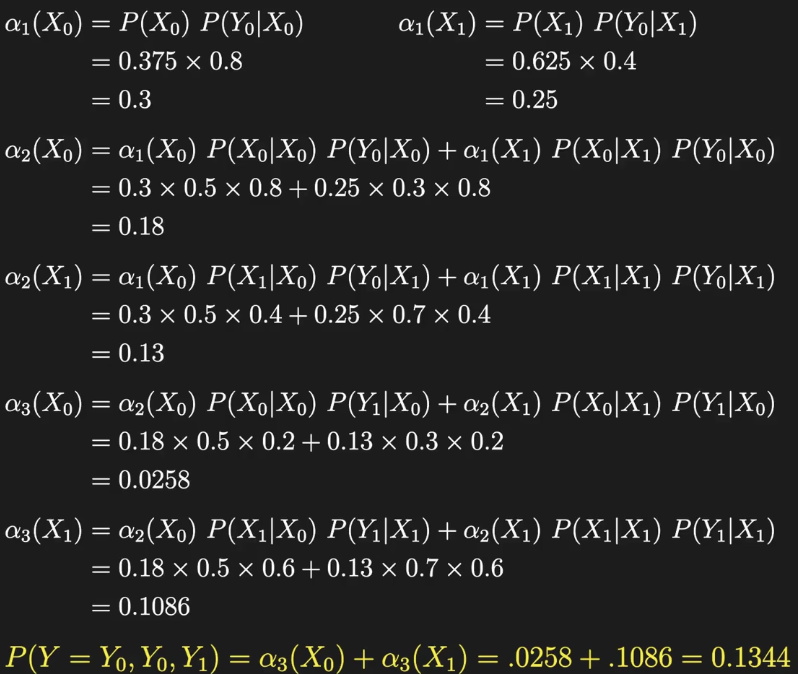 α₁(X₀) = P(X₀) P(Y₀|X₀)    α₁(X₁) = P(X₁) P(Y₀|X₁)
= 0.375 × 0.8    = 0.625 × 0.4
= 0.3    = 0.25
α₂(X₀) = α₁(X₀) P(X₀|X₀) P(Y₀|X₀) + α₁(X₁) P(X₀|X₁) P(Y₀|X₀)
= 0.3 × 0.5 × 0.8 + 0.25 × 0.3 × 0.8
= 0.18
α₂(X₁) = α₁(X₀) P(X₁|X₀) P(Y₀|X₁) + α₁(X₁) P(X₁|X₁) P(Y₀|X₁)
= 0.3 × 0.5 × 0.4 + 0.25 × 0.7 × 0.4
= 0.13
α₃(X₀) = α₂(X₀) P(X₀|X₀) P(Y₁|X₀) + α₂(X₁) P(X₀|X₁) P(Y₁|X₀)
= 0.18 × 0.5 × 0.2 + 0.13 × 0.3 × 0.2
= 0.0258
α₃(X₁) = α₂(X₀) P(X₁|X₀) P(Y₁|X₁) + α₂(X₁) P(X₁|X₁) P(Y₁|X₁)
= 0.18 × 0.5 × 0.6 + 0.13 × 0.7 × 0.6
= 0.1086
P(Y = Y₀, Y₀, Y₁) = α₃(X₀) + α₃(X₁) = .0258 + .1086 = 0.1344